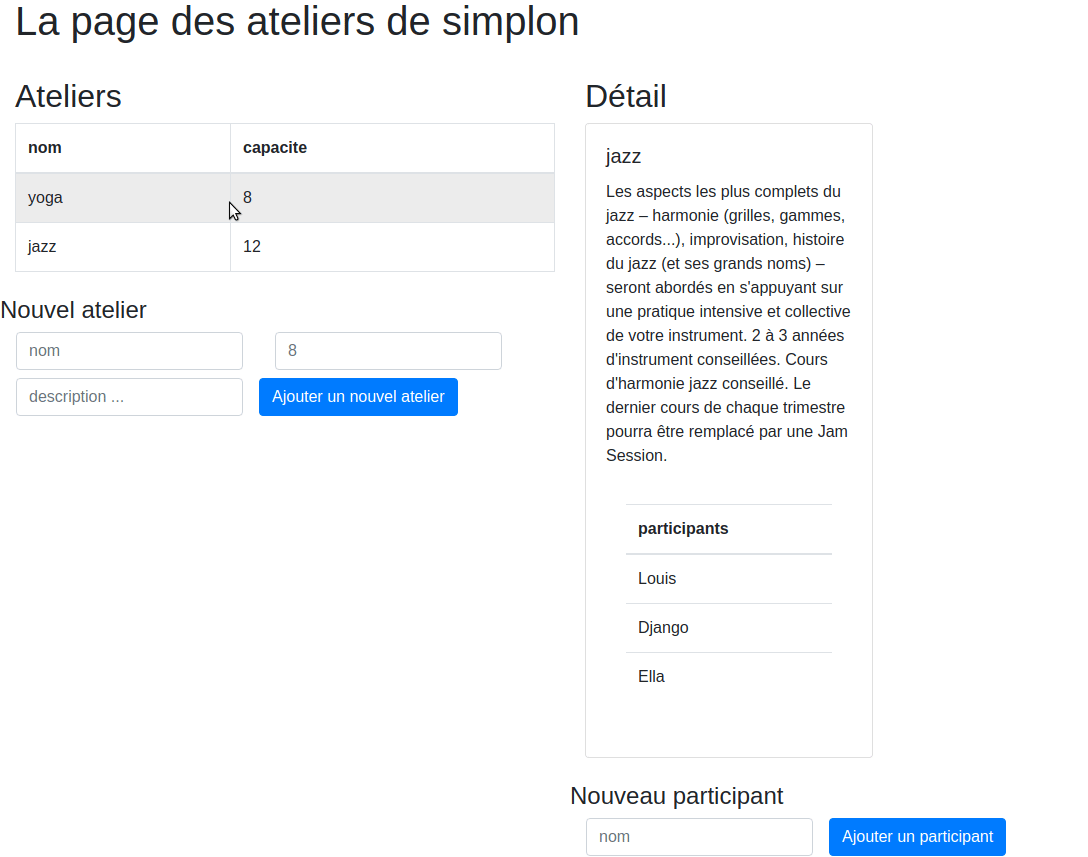 La page des ateliers de simplon
Ateliers
nom capacite
yoga 8
jazz 12
Nouvel atelier
nom 8
description ... Ajouter un nouvel atelier
Détail
jazz
Les aspects les plus complets du
jazz – harmonie (grilles, gammes,
accords...), improvisation, histoire
du jazz (et ses grands noms) –
seront abordés en s'appuyant sur
une pratique intensive et collective
de votre instrument. 2 à 3 années
d'instrument conseillées. Cours
d'harmonie jazz conseillé. Le
dernier cours de chaque trimestre
pourra être remplacé par une Jam
Session.
participants
Louis
Django
Ella
Nouveau participant
nom Ajouter un participant